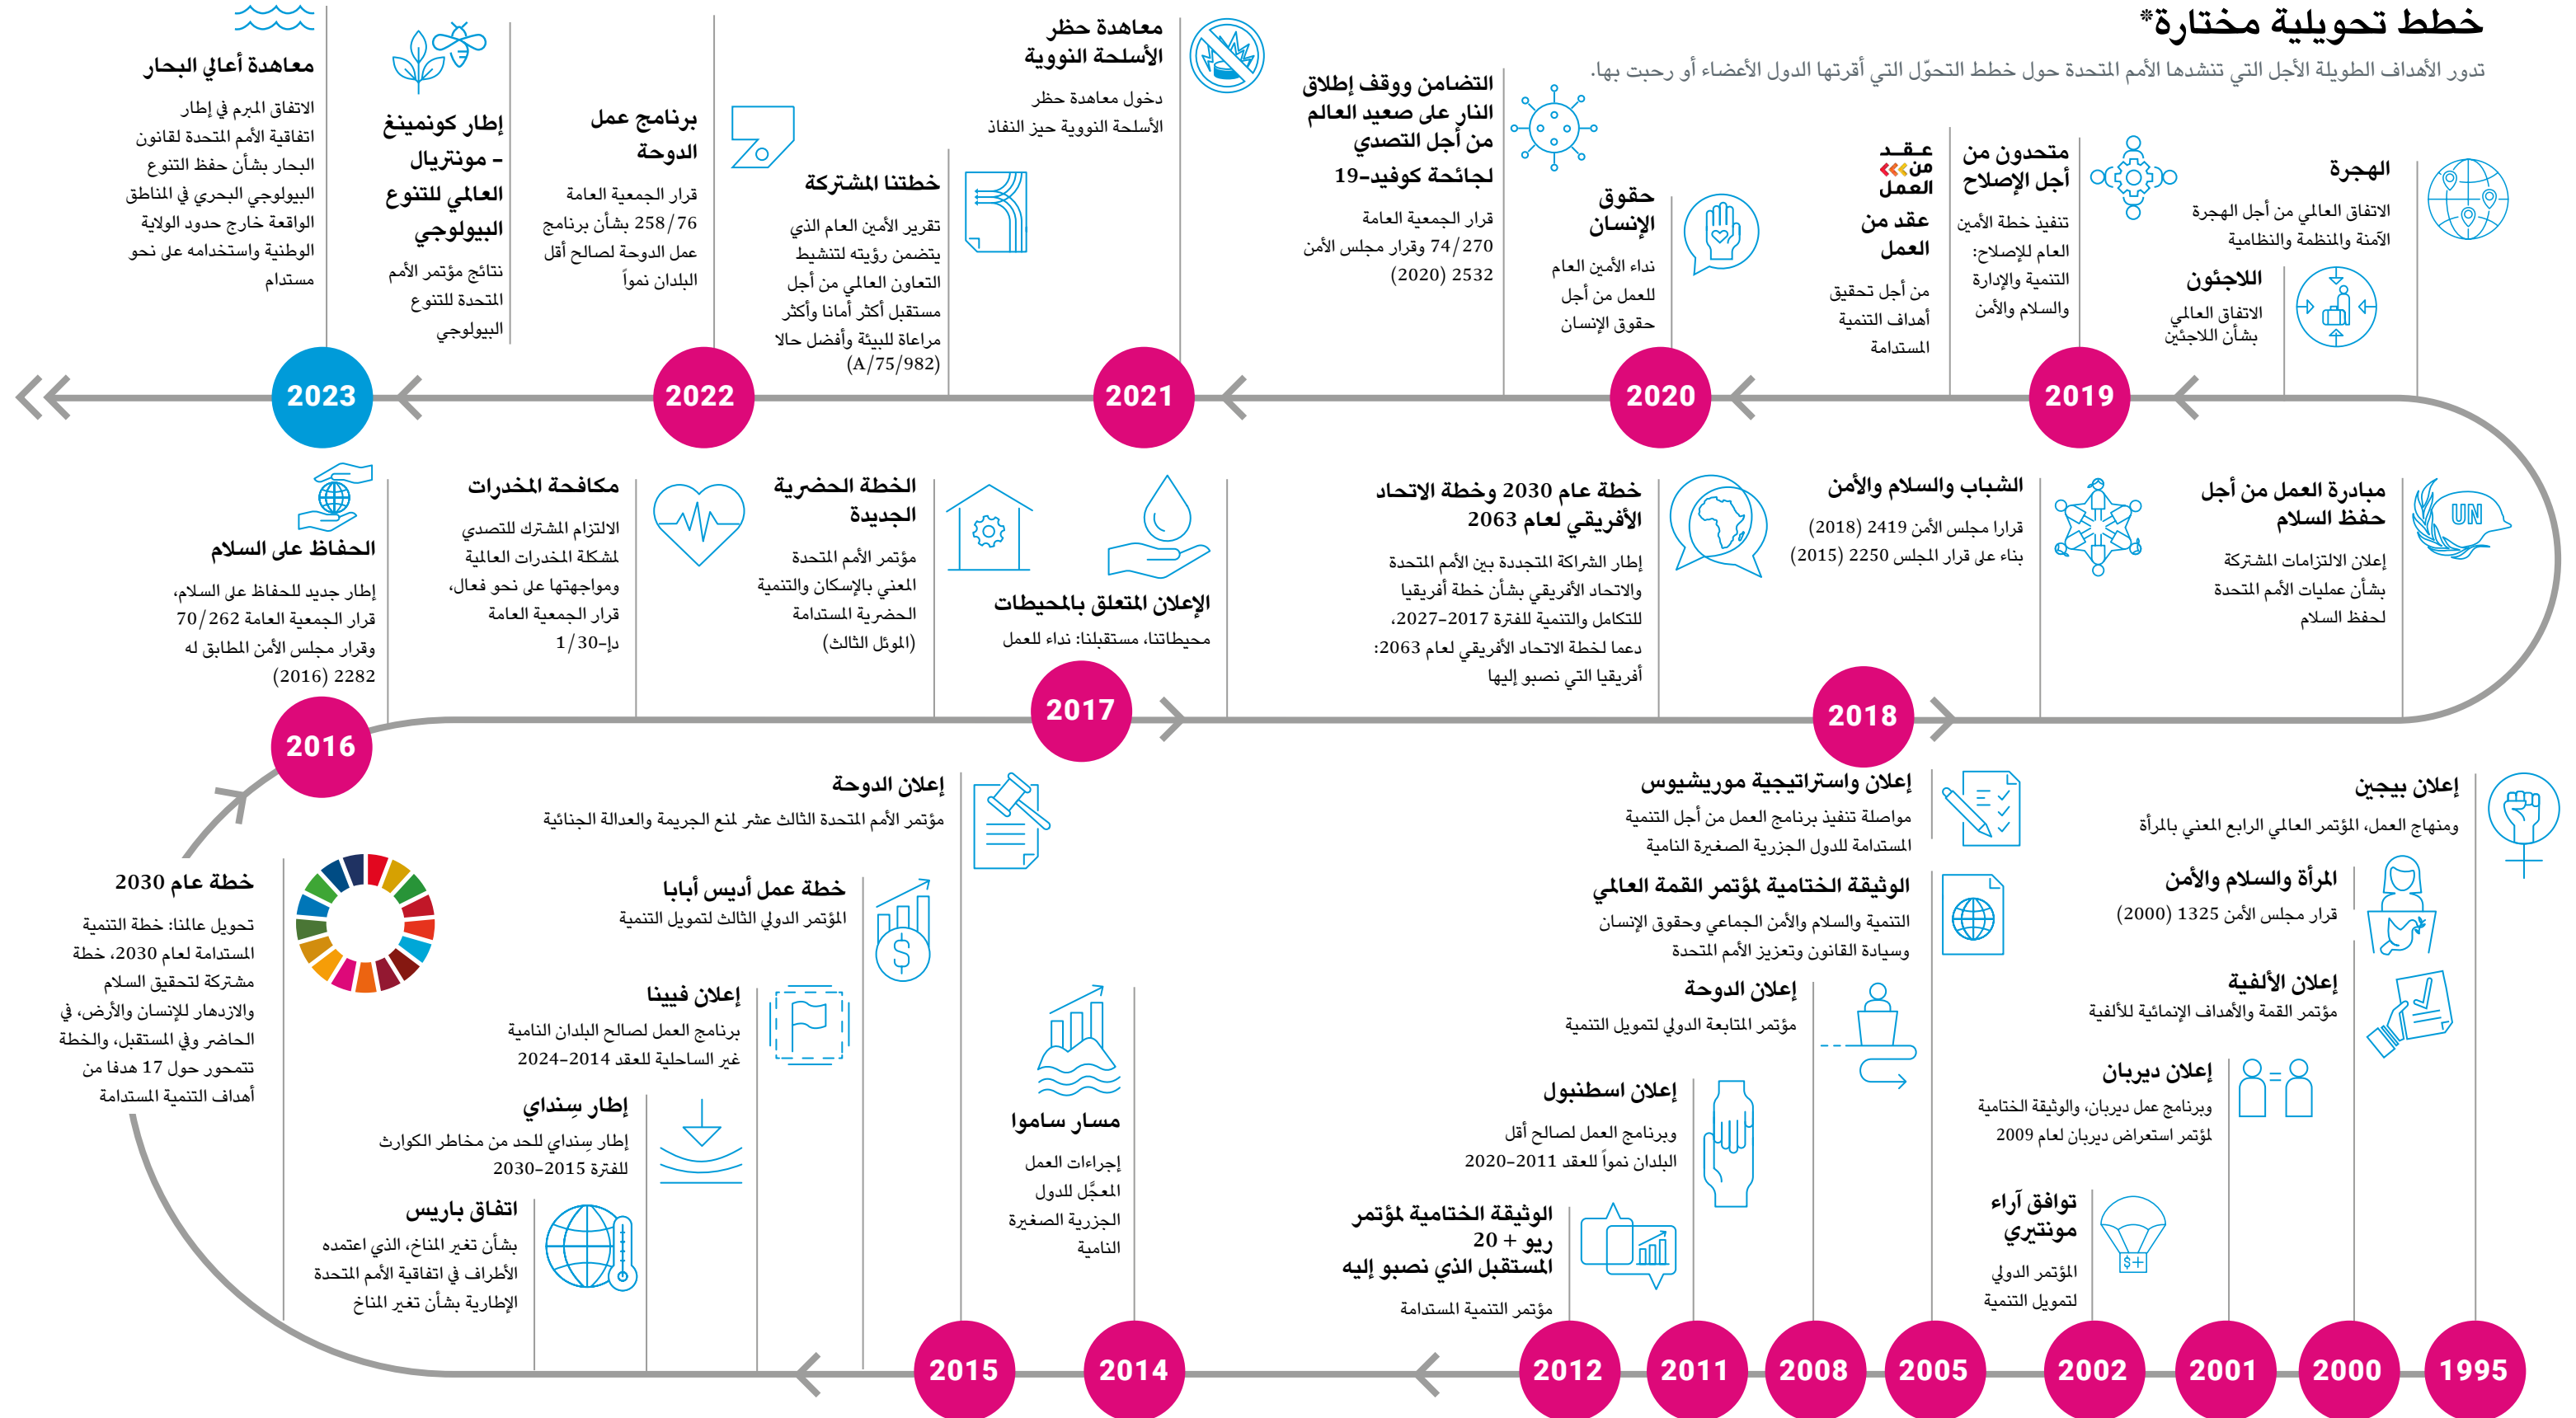 خطط تحويلية مختارة*
تدور الأهداف الطويلة الأجل التي تنشدها الأمم المتحدة حول خطط التحوّل التي أقرتها الدول الأعضاء أو رحبت بها.
الهجرة
الاتفاق العالمي من أجل الهجرة
الآمنة والمنظمة والنظامية
اللاجئون
الاتفاق العالمي
بشأن اللاجئين
متحدون من
أجل الإصلاح
تنفيذ خطة الأمين
العام للإصلاح:
التنمية والإدارة
والسلام والأمن
عقد
من
العمل
عقد من
العمل
من أجل تحقيق
أهداف التنمية
المستدامة
حقوق
الإنسان
نداء الأمين العام
للعمل من أجل
حقوق الإنسان
التضامن ووقف إطلاق
النار على صعيد العالم
من أجل التصدي
لجائحة كوفيد-19
قرار الجمعية العامة
74/270 وقرار مجلس الأمن
2532 (2020)
معاهدة حظر
الأسلحة النووية
دخول معاهدة حظر
الأسلحة النووية حيز النفاذ
خطتنا المشتركة
تقرير الأمين العام الذي
يتضمن رؤيته لتنشيط
التعاون العالمي من أجل
مستقبل أكثر أمانا وأكثر
مراعاة للبيئة وأفضل حالا
(A/75/982)
برنامج عمل
الدوحة
قرار الجمعية العامة
258/76 بشأن برنامج
عمل الدوحة لصالح أقل
البلدان نمواً
إطار كونمينغ
– مونتريال
العالمي للتنوع
البيولوجي
نتائج مؤتمر الأمم
المتحدة للتنوع
البيولوجي
معاهدة أعالي البحار
الاتفاق المبرم في إطار
اتفاقية الأمم المتحدة لقانون
البحار بشأن حفظ التنوع
البيولوجي البحري في المناطق
الواقعة خارج حدود الولاية
الوطنية واستخدامه على نحو
مستدام
2019
2020
2021
2022
2023
مبادرة العمل من أجل
حفظ السلام
إعلان الالتزامات المشتركة
بشأن عمليات الأمم المتحدة
لحفظ السلام
UN
الشباب والسلام والأمن
قرارا مجلس الأمن 2419 (2018)
بناء على قرار المجلس 2250 (2015)
خطة عام 2030 وخطة الاتحاد
الأفريقي لعام 2063
إطار الشراكة المتجددة بين الأمم المتحدة
والاتحاد الأفريقي بشأن خطة أفريقيا
للتكامل والتنمية للفترة 2017–2027،
دعما لخطة الاتحاد الأفريقي لعام 2063:
أفريقيا التي نصبو إليها
الإعلان المتعلق بالمحيطات
محيطاتنا، مستقبلنا: نداء للعمل
الخطة الحضرية
الجديدة
مؤتمر الأمم المتحدة
المعني بالإسكان والتنمية
الحضرية المستدامة
(الموئل الثالث)
مكافحة المخدرات
الالتزام المشترك للتصدي
لمشكلة المخدرات العالمية
ومواجهتها على نحو فعال،
قرار الجمعية العامة
دإ-1/30
الحفاظ على السلام
إطار جديد للحفاظ على السلام،
قرار الجمعية العامة 70/262
وقرار مجلس الأمن المطابق له
2282 (2016)
2018
2017
2016
إعلان بيجين
ومنهاج العمل، المؤتمر العالمي الرابع المعني بالمرأة
المرأة والسلام والأمن
قرار مجلس الأمن 1325 (2000)
إعلان الألفية
مؤتمر القمة والأهداف الإنمائية للألفية
إعلان ديربان
وبرنامج عمل ديربان، والوثيقة الختامية
لمؤتمر استعراض ديربان لعام 2009
توافق آراء
مونتيري
المؤتمر الدولي
لتمويل التنمية
$+
إعلان واستراتيجية موريشيوس
مواصلة تنفيذ برنامج العمل من أجل التنمية
المستدامة للدول الجزرية الصغيرة النامية
الوثيقة الختامية لمؤتمر القمة العالمي
التنمية والسلام والأمن الجماعي وحقوق الإنسان
وسيادة القانون وتعزيز الأمم المتحدة
إعلان الدوحة
مؤتمر المتابعة الدولي لتمويل التنمية
إعلان اسطنبول
وبرنامج العمل لصالح أقل
البلدان نمواً للعقد 2011–2020
الوثيقة الختامية لمؤتمر
ريو + 20
المستقبل الذي نصبو إليه
مؤتمر التنمية المستدامة
مسار ساموا
إجراءات العمل
المعجَّل للدول
الجزرية الصغيرة
النامية
إعلان الدوحة
مؤتمر الأمم المتحدة الثالث عشر لمنع الجريمة والعدالة الجنائية
خطة عمل أديس أبابا
المؤتمر الدولي الثالث لتمويل التنمية
$
إعلان فيينا
برنامج العمل لصالح البلدان النامية
غير الساحلية للعقد 2014–2024
إطار سِنداي
إطار سِنداي للحد من مخاطر الكوارث
للفترة 2015–2030
اتفاق باريس
بشأن تغير المناخ، الذي اعتمده
الأطراف في اتفاقية الأمم المتحدة
الإطارية بشأن تغير المناخ
خطة عام 2030
تحويل عالمنا: خطة التنمية
المستدامة لعام 2030، خطة
مشتركة لتحقيق السلام
والازدهار للإنسان والأرض، في
الحاضر وفي المستقبل، والخطة
تتمحور حول 17 هدفا من
أهداف التنمية المستدامة
1995
2000
2001
2002
2005
2008
2011
2012
2014
2015